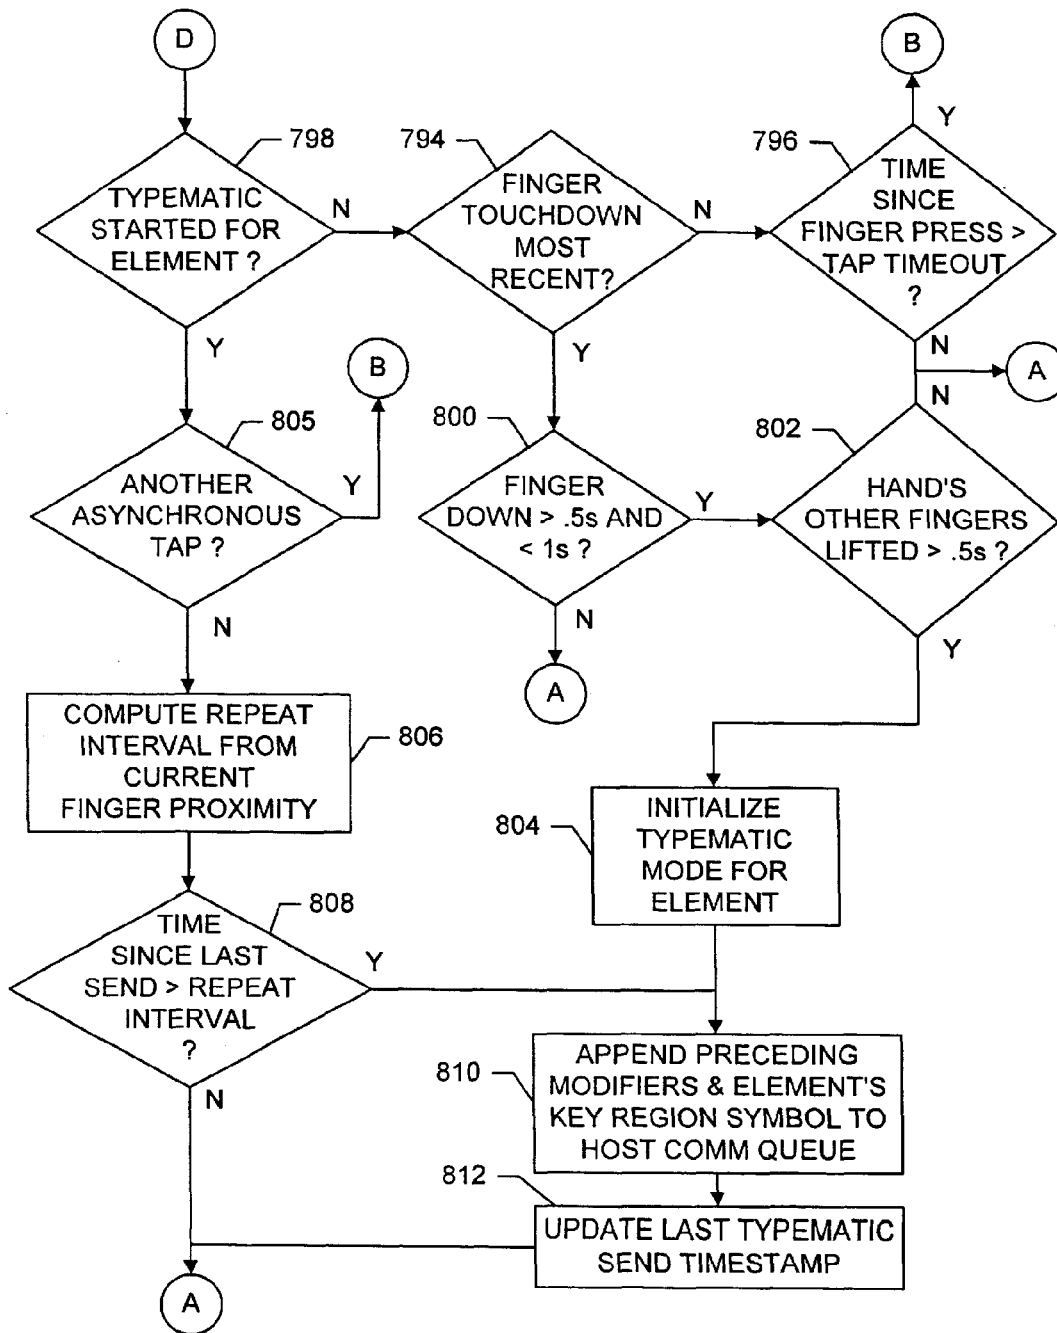 D
B
798
794
796
TYPEMATIC
STARTED FOR
ELEMENT ?
N
Y
FINGER
TOUCHDOWN
MOST
RECENT?
N
Y
TIME
SINCE
FINGER PRESS >
TAP TIMEOUT
?
Y
N
A
B
805
ANOTHER
ASYNCHRONOUS
TAP ?
Y
N
800
FINGER
DOWN > .5s AND
< 1s ?
Y
N
A
802
N
HAND'S
OTHER FINGERS
LIFTED > .5s ?
Y
COMPUTE REPEAT
INTERVAL FROM
CURRENT
FINGER PROXIMITY
806
804
INITIALIZE
TYPEMATIC
MODE FOR
ELEMENT
808
TIME
SINCE LAST
SEND > REPEAT
INTERVAL
?
Y
N
810
APPEND PRECEDING
MODIFIERS & ELEMENT'S
KEY REGION SYMBOL TO
HOST COMM QUEUE
812
UPDATE LAST TYPEMATIC
SEND TIMESTAMP
A